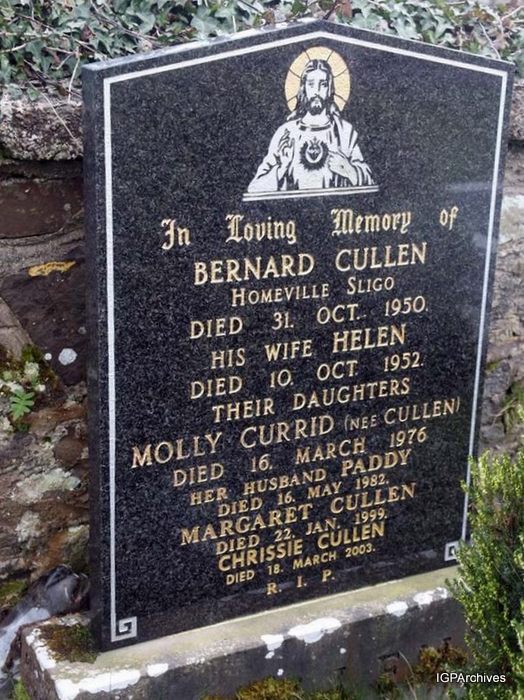 In Loving Memory of
BERNARD CULLEN
HOMEVILLE SLIGO
DIED 31. OCT. 1950.
HIS WIFE HELEN
DIED 10. OCT 1952.
THEIR DAUGHTERS
MOLLY CURRID (NEE CULLEN)
DIED 16. MARCH 1976
HER HUSBAND PADDY
DIED 16. MAY 1982.
MARGARET CULLEN
DIED 22. JAN. 1999.
CHRISSIE CULLEN
DIED 18. MARCH 2003.
R. I. P.
IGPArchives